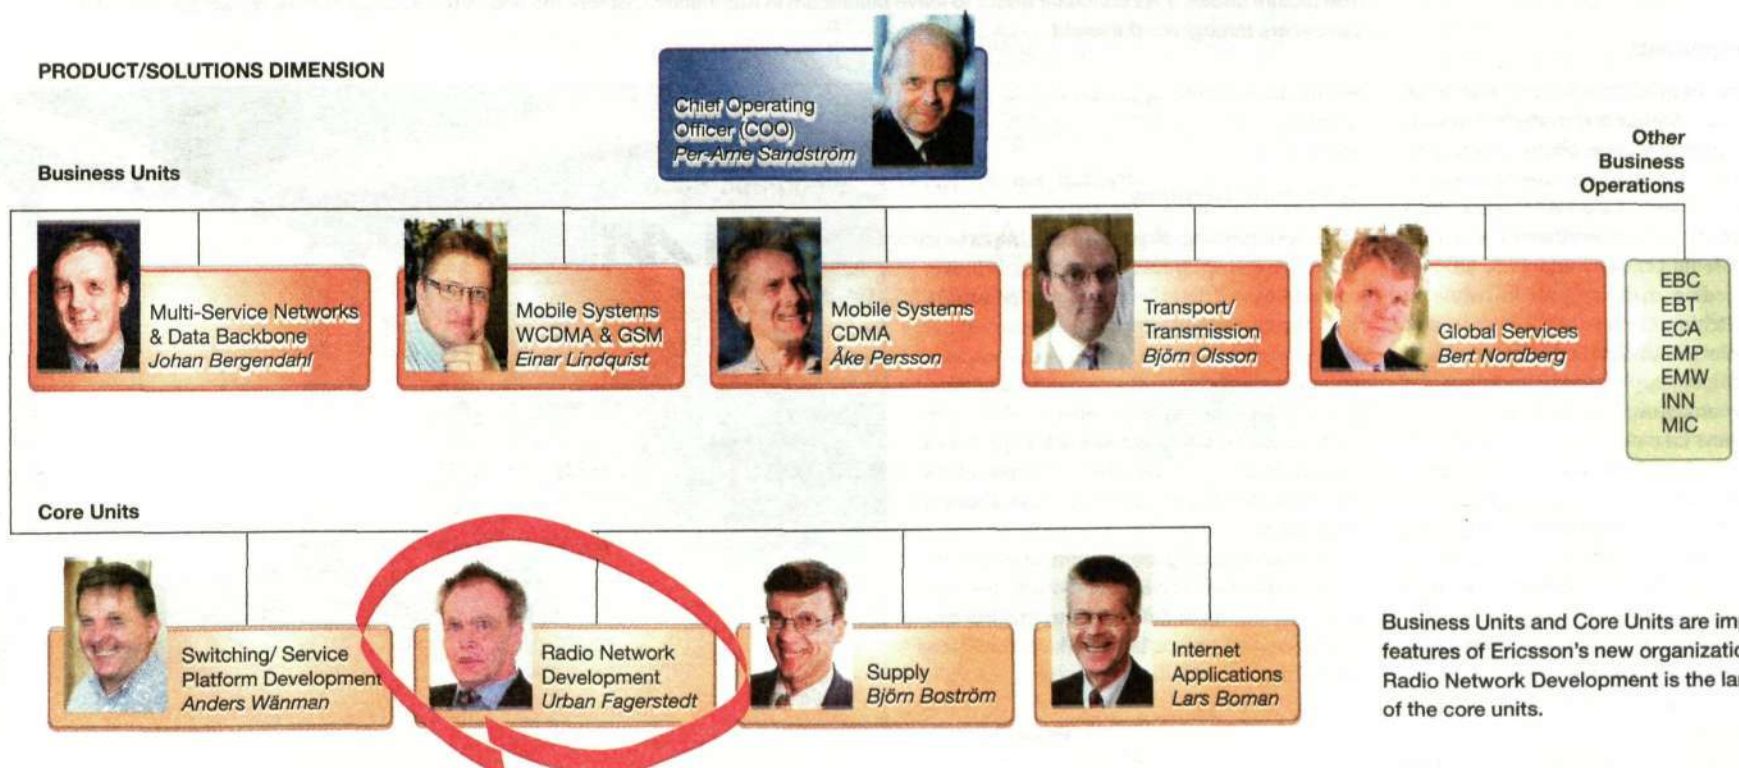 PRODUCT/SOLUTIONS DIMENSION
Chief Operating
Officer (COO)
Per-Arne Sandström
Business Units
Other
Business
Operations
Multi-Service Networks
& Data Backbone
Johan Bergendahl
Mobile Systems
WCDMA & GSM
Einar Lindquist
Mobile Systems
CDMA
Åke Persson
Transport/
Transmission
Björn Olsson
Global Services
Bert Nordberg
EBC
EBT
ECA
EMP
EMW
INN
MIC
Core Units
Switching/ Service
Platform Development
Anders Wänman
Radio Network
Development
Urban Fagerstedt
Supply
Björn Boström
Internet
Applications
Lars Boman
Business Units and Core Units are im
features of Ericsson's new organizatio
Radio Network Development is the la
of the core units.